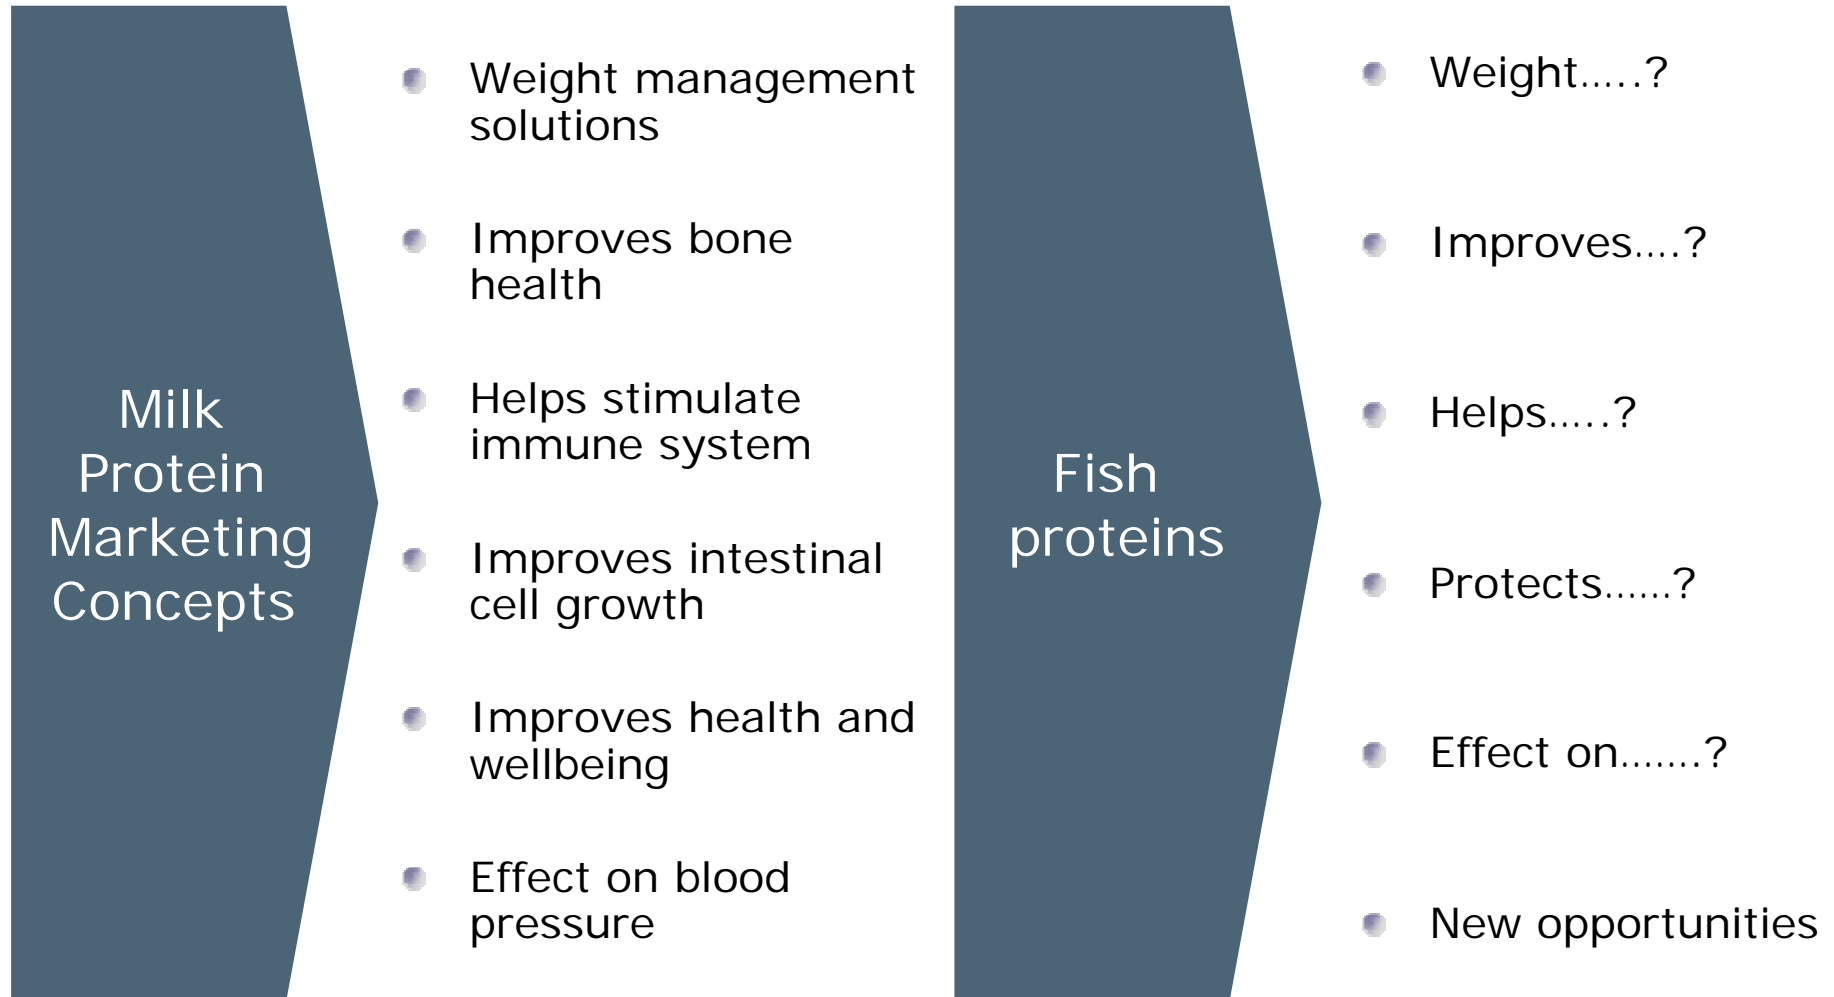 Milk
Protein
Marketing
Concepts
Weight management
solutions
Improves bone
health
Helps stimulate
immune system
Improves intestinal
cell growth
Improves health and
wellbeing
Effect on blood
pressure
Fish
proteins
Weight.....?
Improves....?
Helps.....?
Protects......?
Effect on.......?
New opportunities